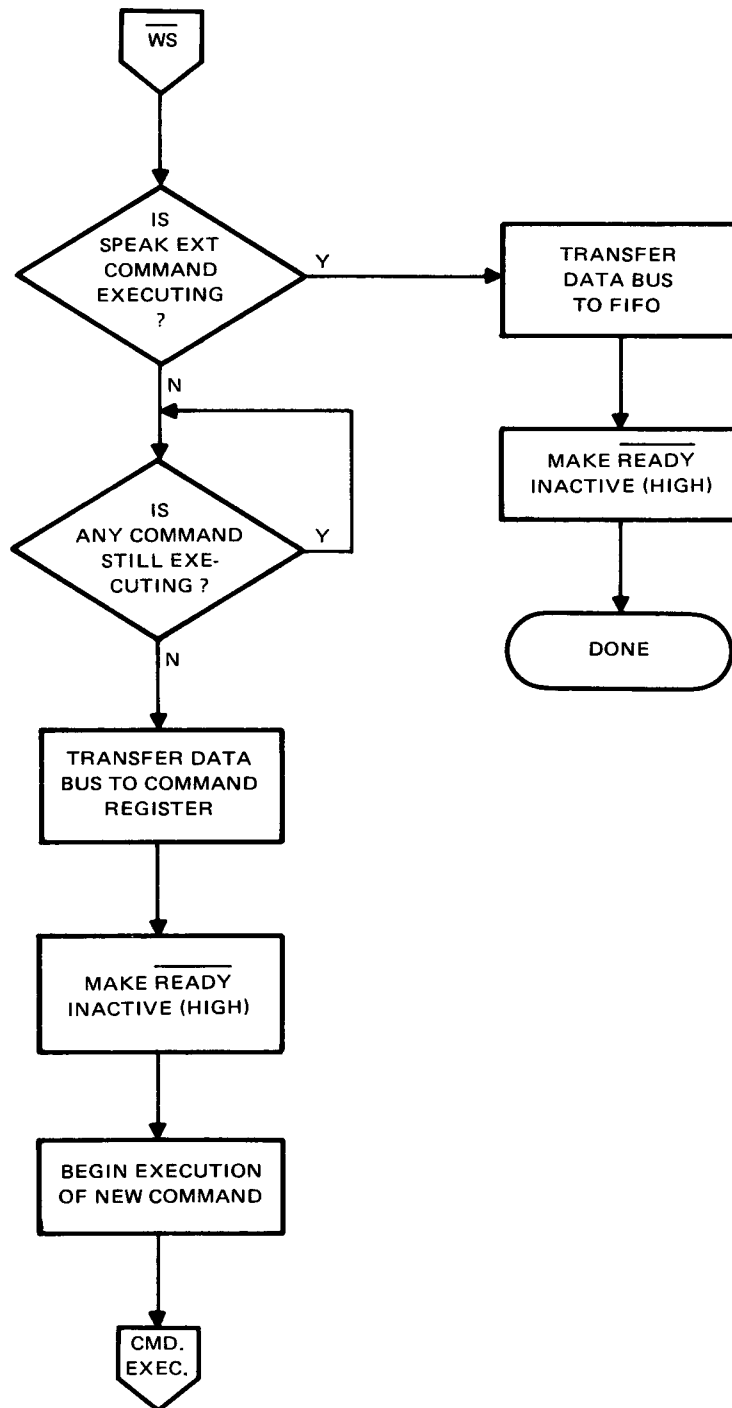 WS
IS
SPEAK EXT
COMMAND
EXECUTING
?
Y
TRANSFER
DATA BUS
TO FIFO
N
MAKE READY
INACTIVE (HIGH)
IS
ANY COMMAND
STILL EXE-
CUTING ?
Y
DONE
N
TRANSFER DATA
BUS TO COMMAND
REGISTER
MAKE READY
INACTIVE (HIGH)
BEGIN EXECUTION
OF NEW COMMAND
CMD.
EXEC.